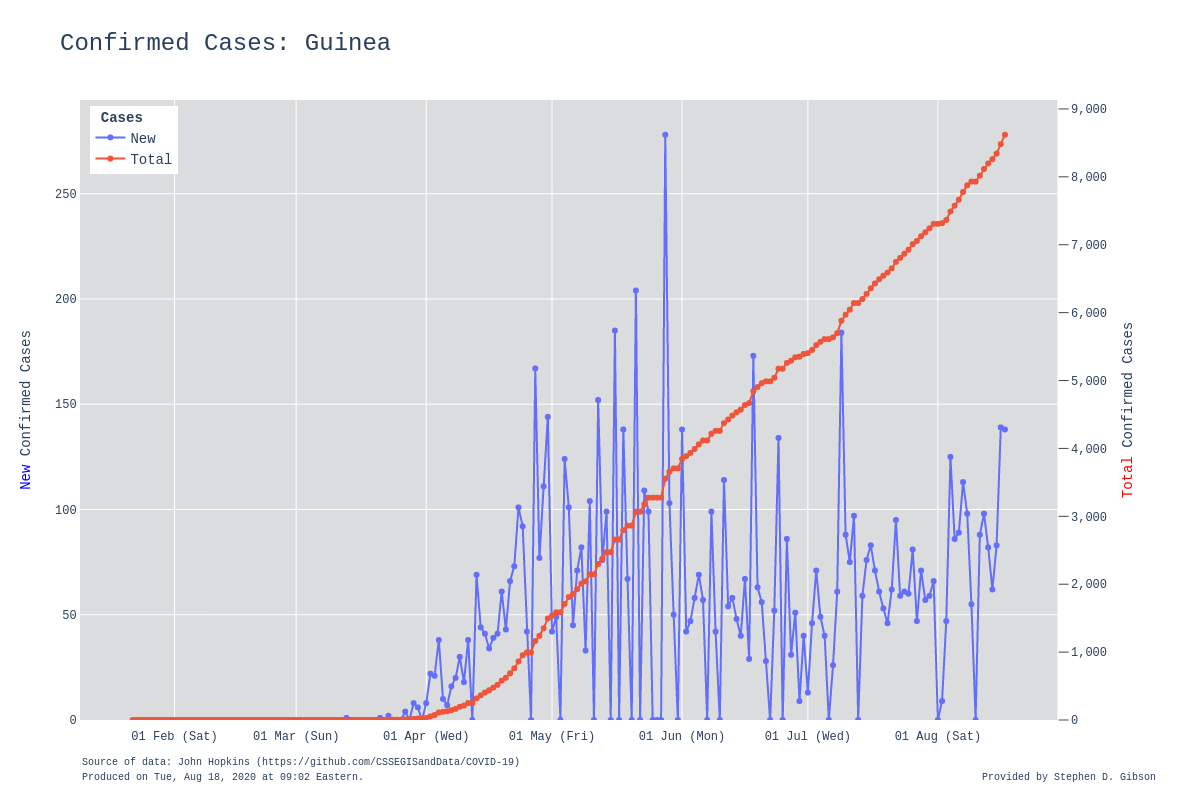 Confirmed Cases: Guinea
Cases
New
Total
250
200
150
100
50
0
9,000
8,000
7,000
6,000
5,000
4,000
3,000
2,000
1,000
0
New Confirmed Cases
Total Confirmed Cases
01 Feb (Sat) 01 Mar (Sun) 01 Apr (Wed) 01 May (Fri) 01 Jun (Mon) 01 Jul (Wed) 01 Aug (Sat)
Source of data: John Hopkins (https://github.com/CSSEGISandData/COVID-19)
Produced on Tue, Aug 18, 2020 at 09:02 Eastern.
Provided by Stephen D. Gibson